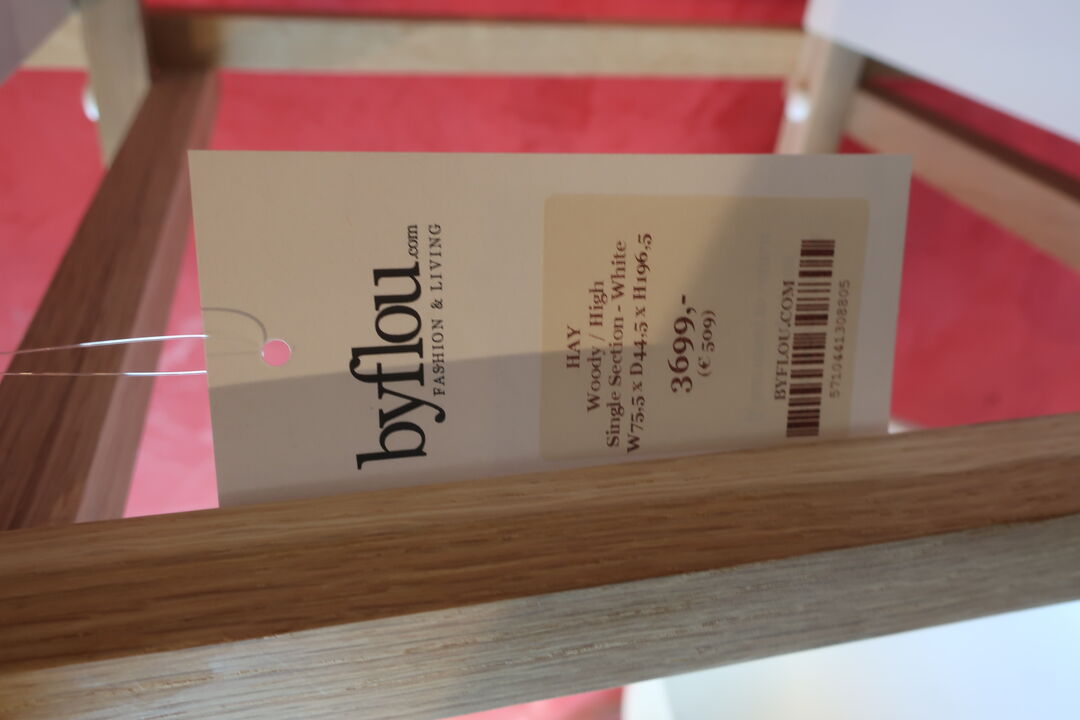 byflou.com
FASHION & LIVING
HAY
Woody / High
Single Section - White
W75,5 x D44,5 x H196,5
3699,-
(€ 509)
BYFLOU.COM
5710441308805